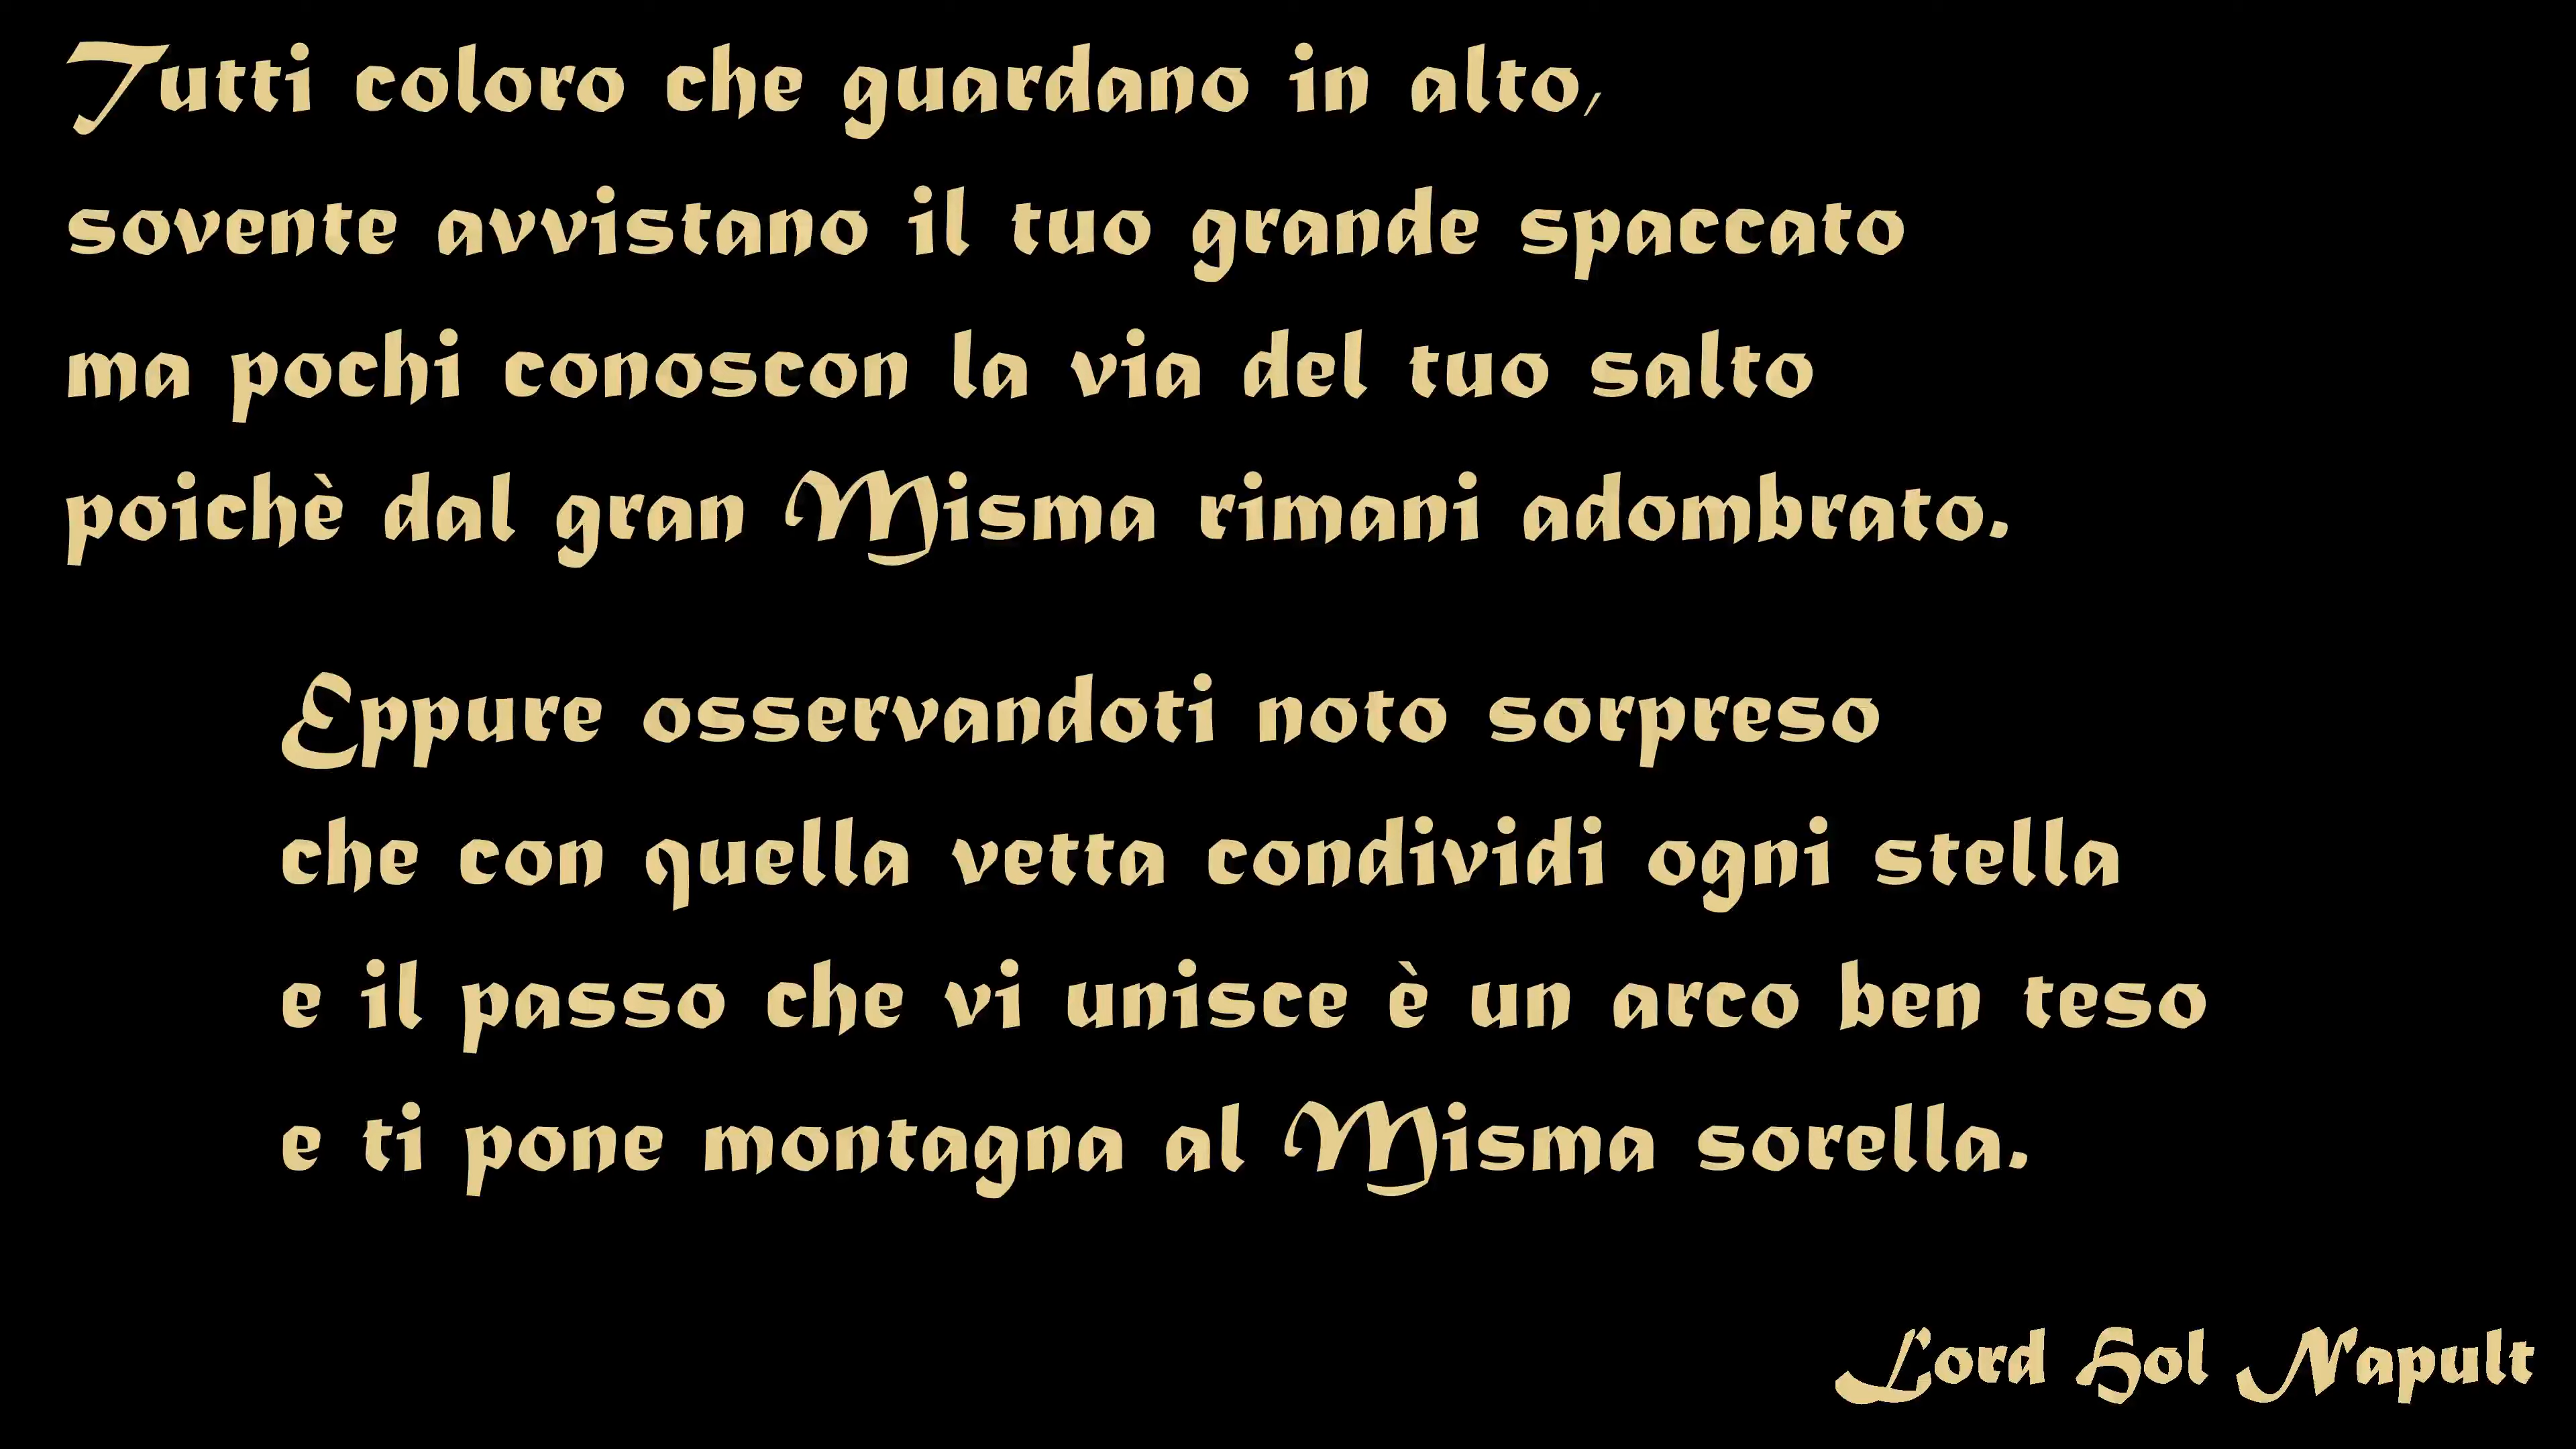 Tutti coloro che guardano in alto,
sovente avvistano il tuo grande spaccato
ma pochi conoscon la via del tuo salto
poichè dal gran Misma rimani adombrato.
Eppure osservandoti noto sorpreso
che con quella vetta condividi ogni stella
e il passo che vi unisce è un arco ben teso
e ti pone montagna al Misma sorella.
Lord Hol Napult